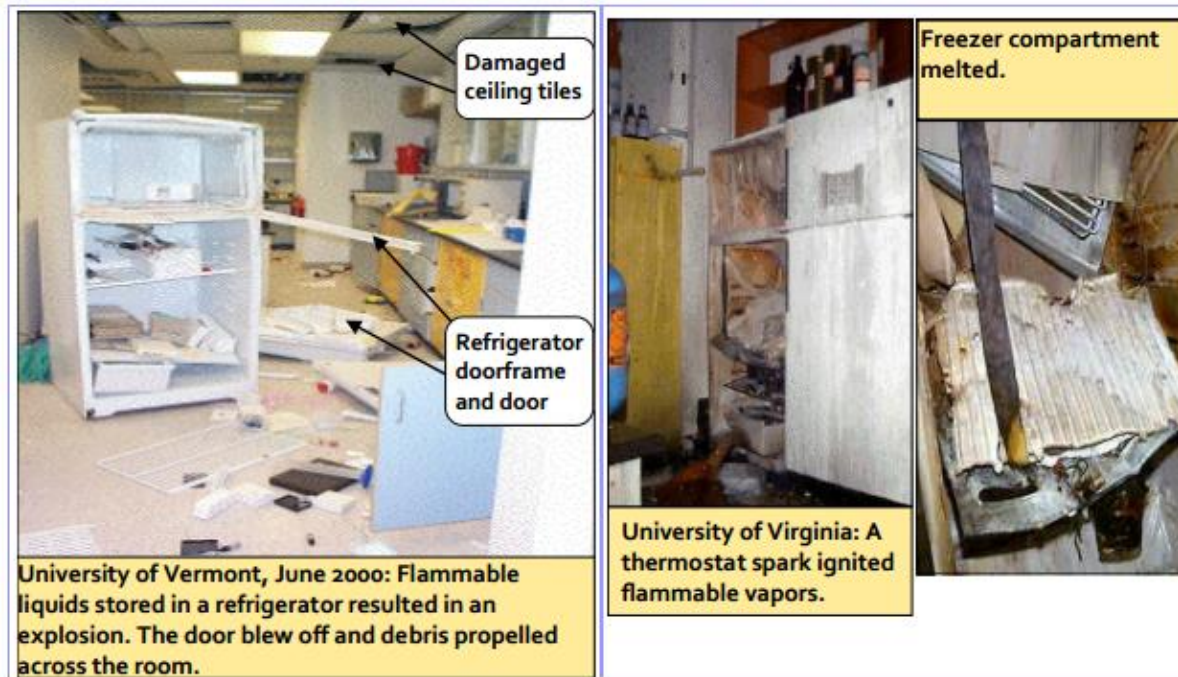 Damaged
ceiling tiles
Refrigerator
doorframe
and door
University of Vermont, June 2000: Flammable
liquids stored in a refrigerator resulted in an
explosion. The door blew off and debris propelled
across the room.
University of Virginia: A
thermostat spark ignited
flammable vapors.
Freezer compartment
melted.